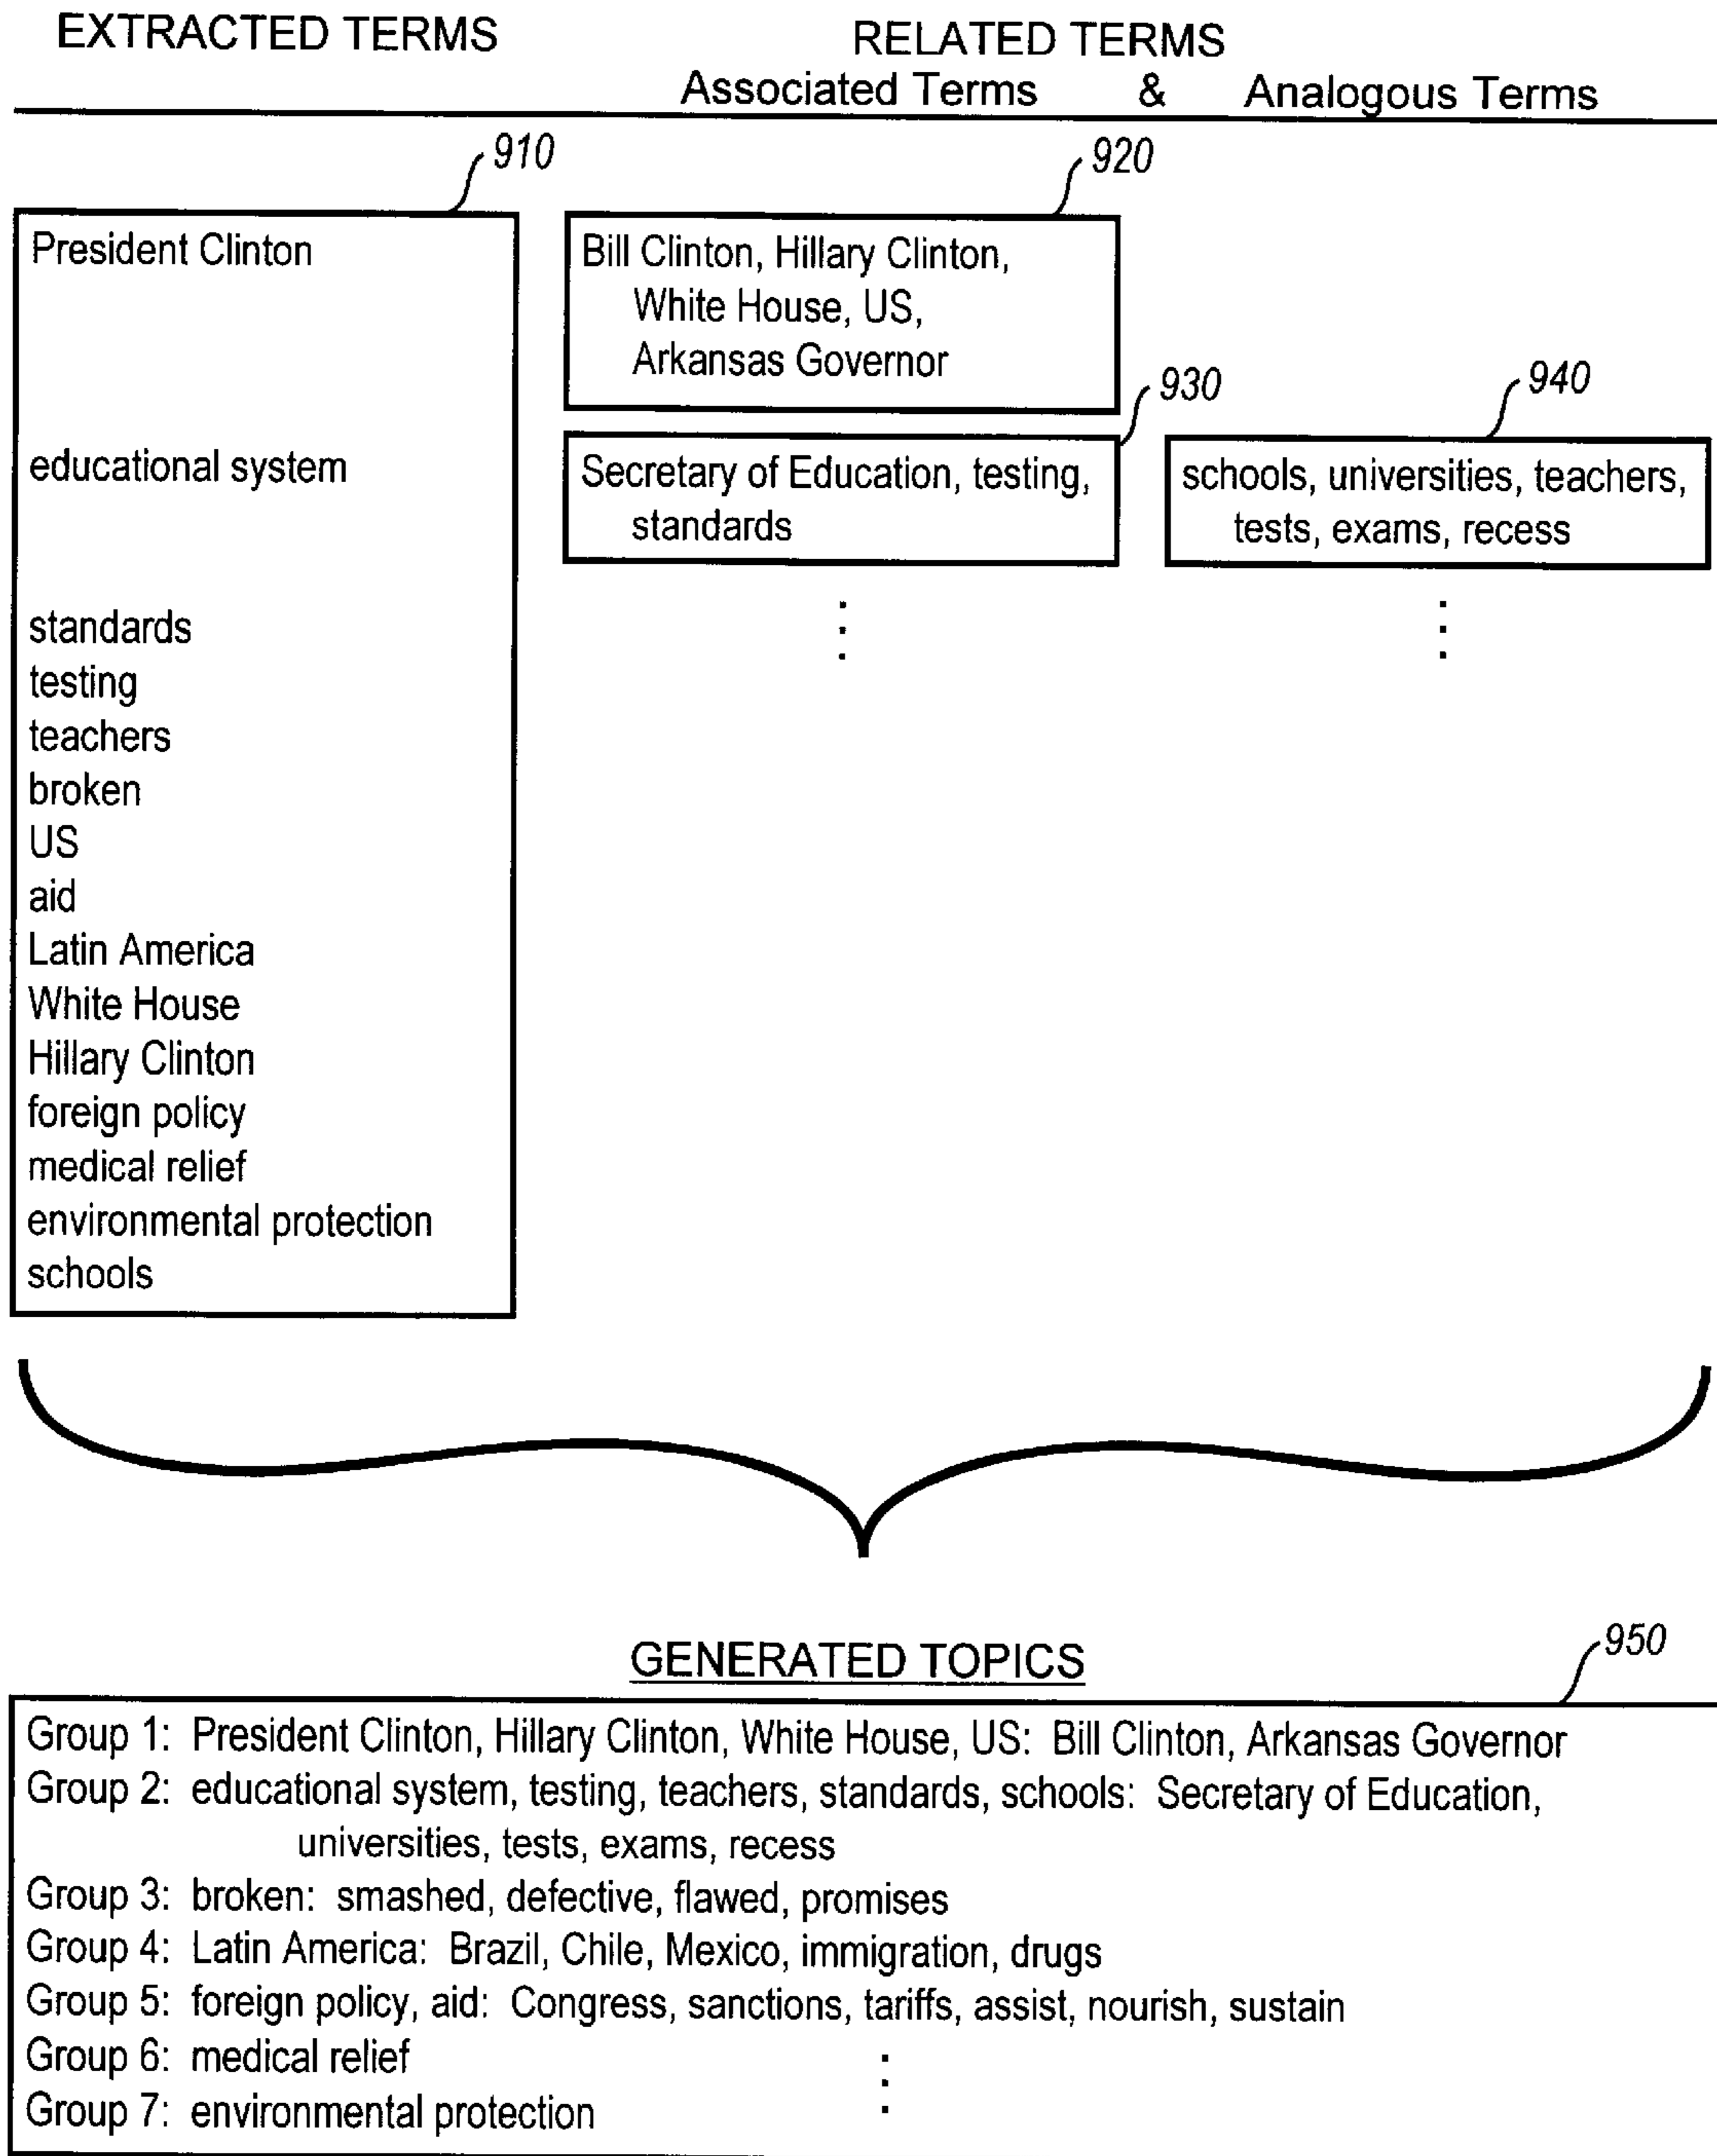 EXTRACTED TERMS
RELATED TERMS
Associated Terms & Analogous Terms
910
920
President Clinton
Bill Clinton, Hillary Clinton,
White House, US,
Arkansas Governor
930
940
educational system
Secretary of Education, testing,
standards
schools, universities, teachers,
tests, exams, recess
standards
testing
teachers
broken
US
aid
Latin America
White House
Hillary Clinton
foreign policy
medical relief
environmental protection
schools
GENERATED TOPICS
950
Group 1: President Clinton, Hillary Clinton, White House, US: Bill Clinton, Arkansas Governor
Group 2: educational system, testing, teachers, standards, schools: Secretary of Education,
universities, tests, exams, recess
Group 3: broken: smashed, defective, flawed, promises
Group 4: Latin America: Brazil, Chile, Mexico, immigration, drugs
Group 5: foreign policy, aid: Congress, sanctions, tariffs, assist, nourish, sustain
Group 6: medical relief
Group 7: environmental protection